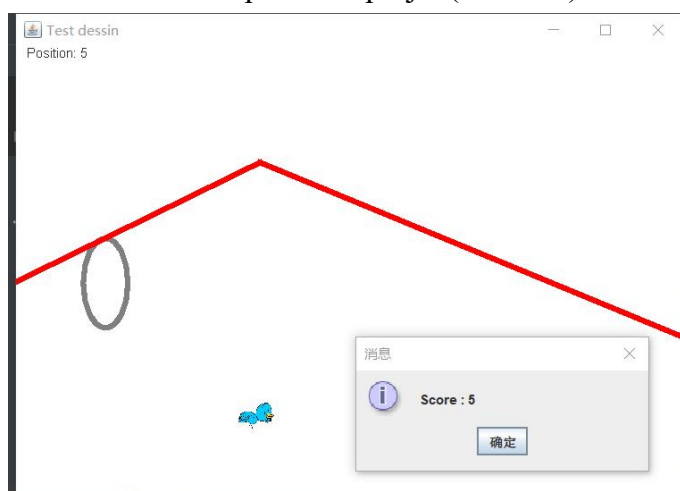 Test dessin
Position: 5
消息
Score : 5
确定